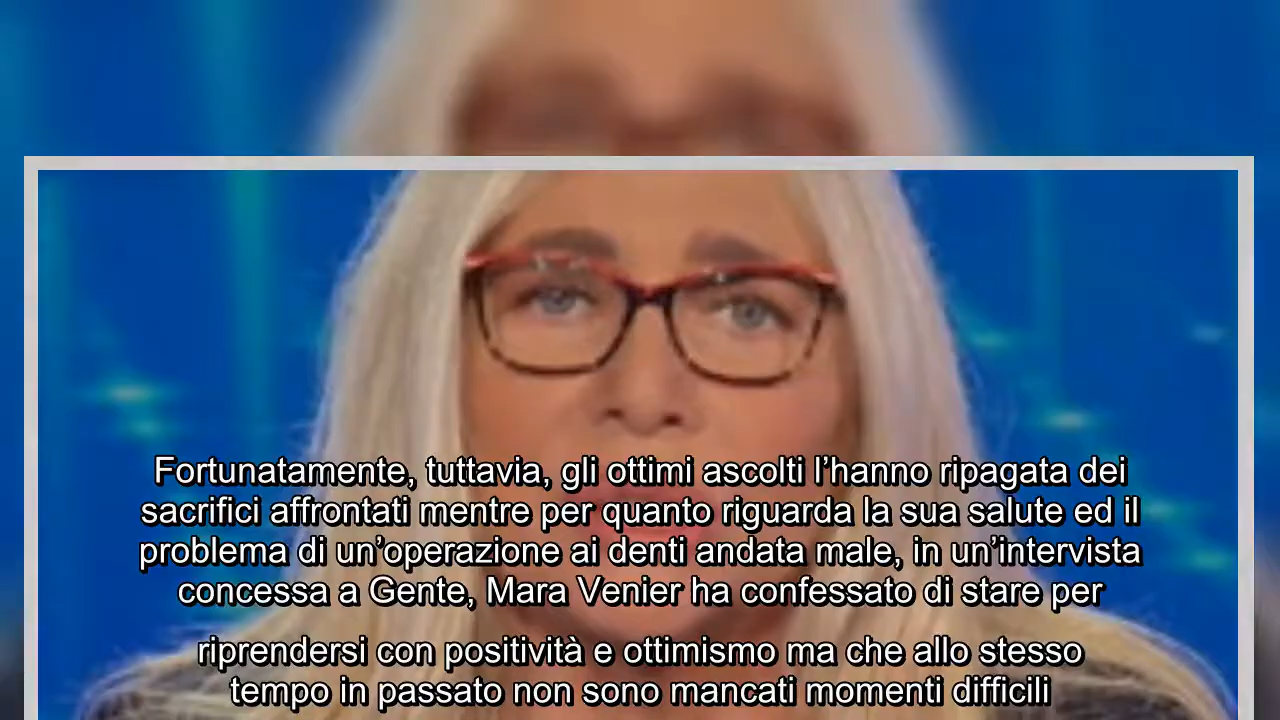 Fortunatamente, tuttavia, gli ottimi ascolti l’hanno ripagata dei
sacrifici affrontati mentre per quanto riguarda la sua salute ed il
problema di un’operazione ai denti andata male, in un’intervista
concessa a Gente, Mara Venier ha confessato di stare per
riprendersi con positività e ottimismo ma che allo stesso
tempo in passato non sono mancati momenti difficili